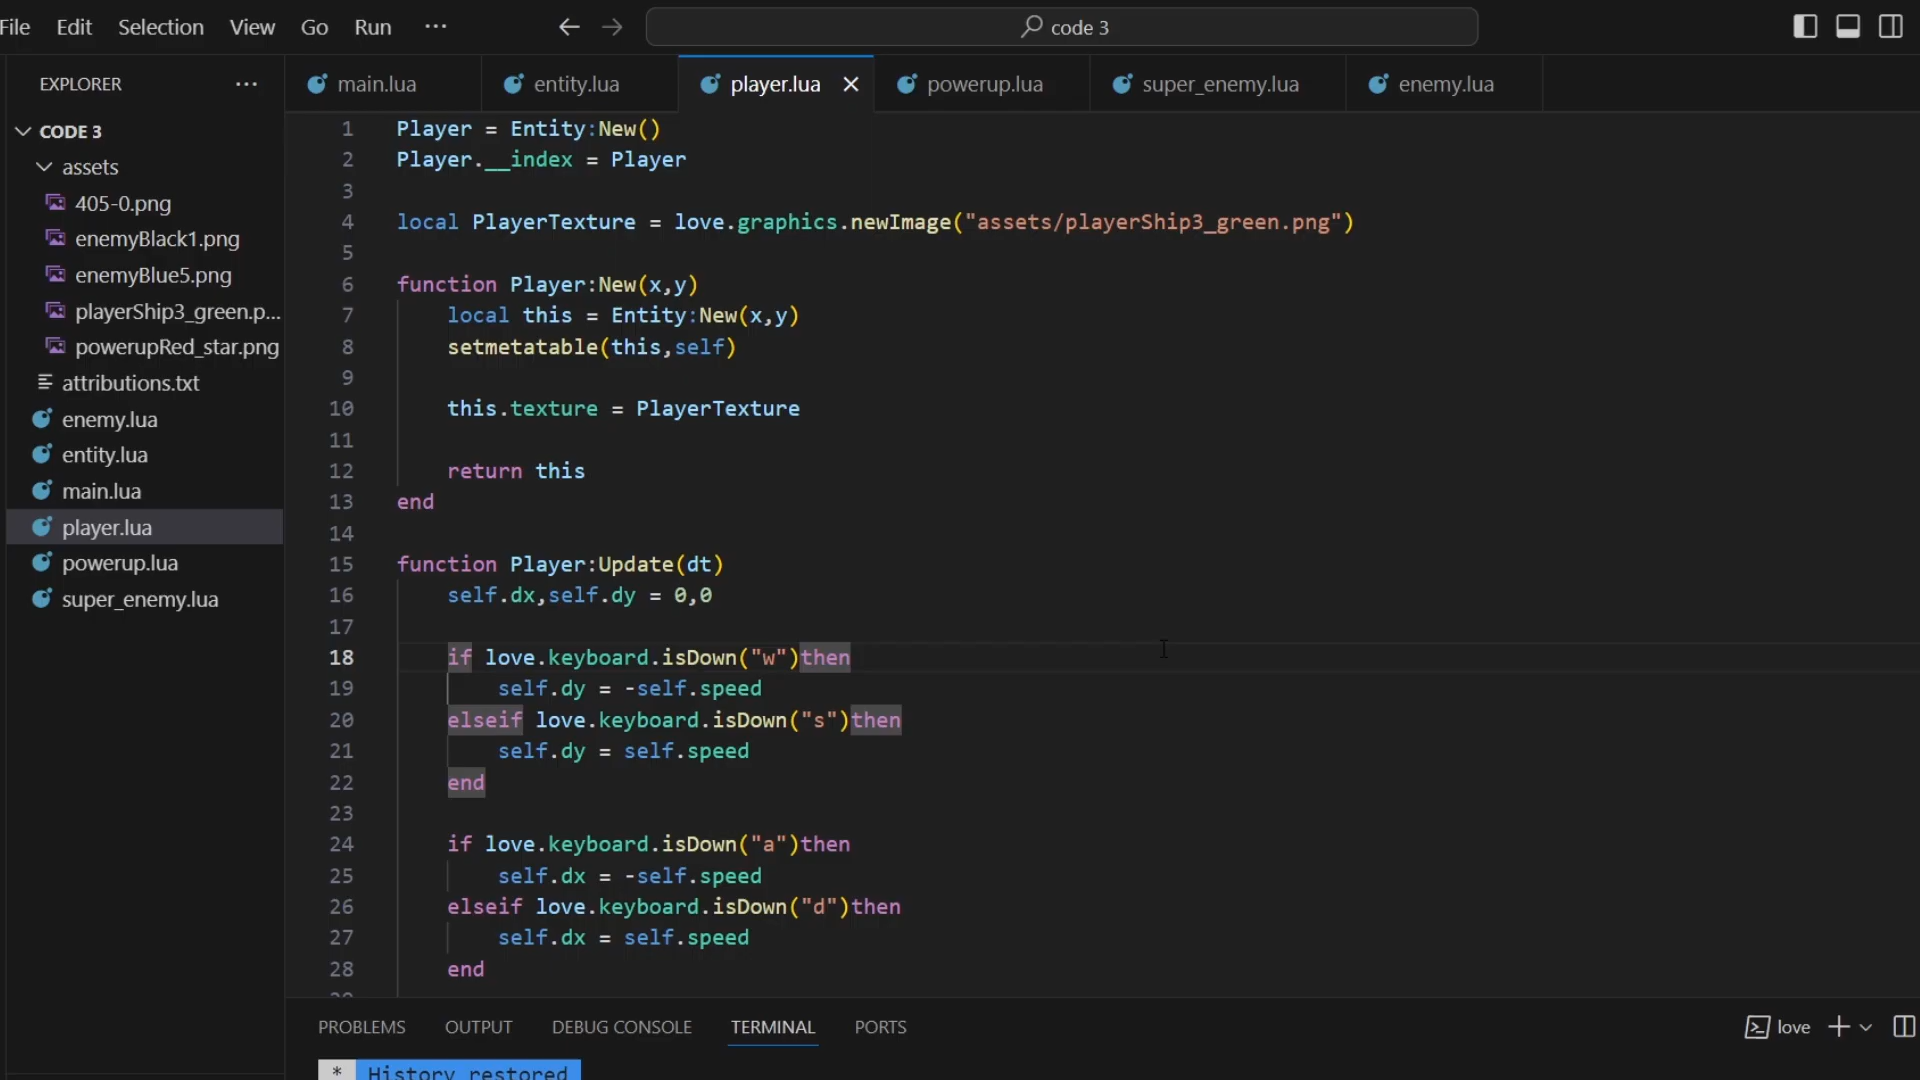 File Edit Selection View Go Run ···
code 3
EXPLORER ···
main.lua entity.lua player.lua powerup.lua super_enemy.lua enemy.lua
CODE 3
assets
405-0.png
enemyBlack1.png
enemyBlue5.png
playerShip3_green.p...
powerupRed_star.png
attributions.txt
enemy.lua
entity.lua
main.lua
player.lua
powerup.lua
super_enemy.lua
1 Player = Entity:New()
2 Player.__index = Player
3
4 local PlayerTexture = love.graphics.newImage("assets/playerShip3_green.png")
5
6 function Player:New(x,y)
7 local this = Entity:New(x,y)
8 setmetatable(this,self)
9
10 this.texture = PlayerTexture
11
12 return this
13 end
14
15 function Player:Update(dt)
16 self.dx,self.dy = 0,0
17
18 if love.keyboard.isDown("w")then
19 self.dy = -self.speed
20 elseif love.keyboard.isDown("s")then
21 self.dy = self.speed
22 end
23
24 if love.keyboard.isDown("a")then
25 self.dx = -self.speed
26 elseif love.keyboard.isDown("d")then
27 self.dx = self.speed
28 end
PROBLEMS OUTPUT DEBUG CONSOLE TERMINAL PORTS
love
* History restored